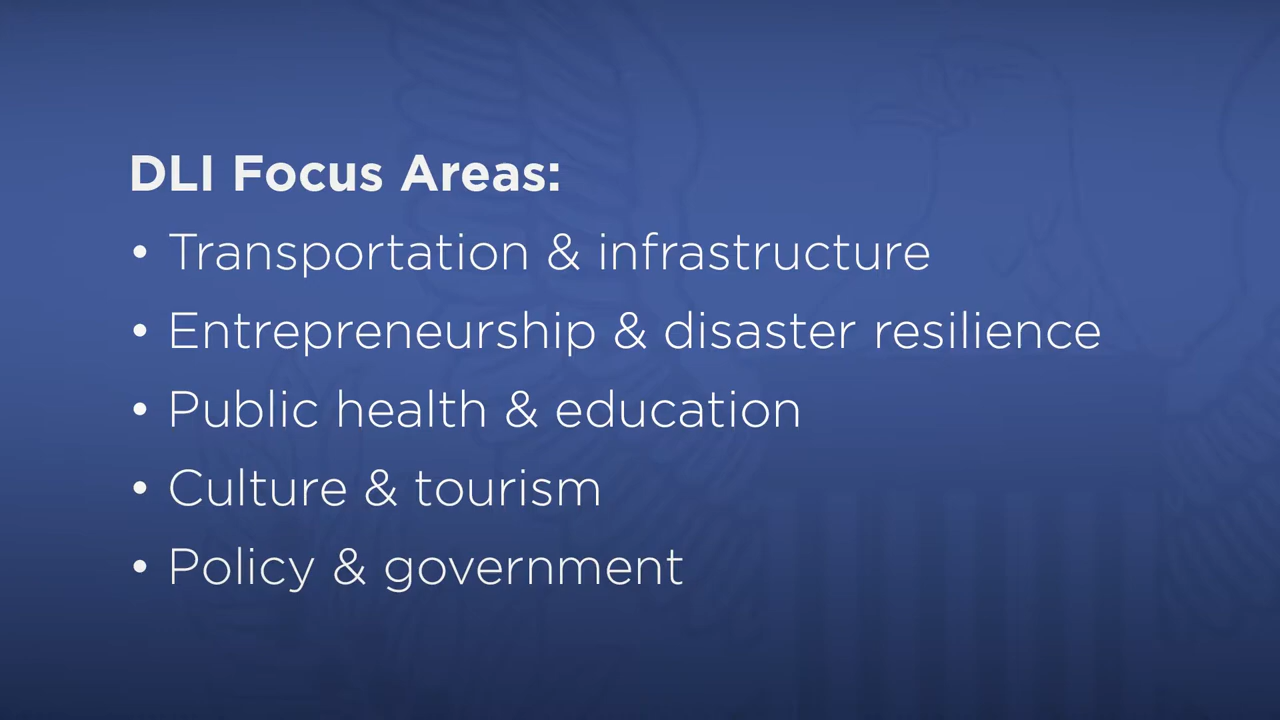 DLI Focus Areas:
• Transportation & infrastructure
• Entrepreneurship & disaster resilience
• Public health & education
• Culture & tourism
• Policy & government